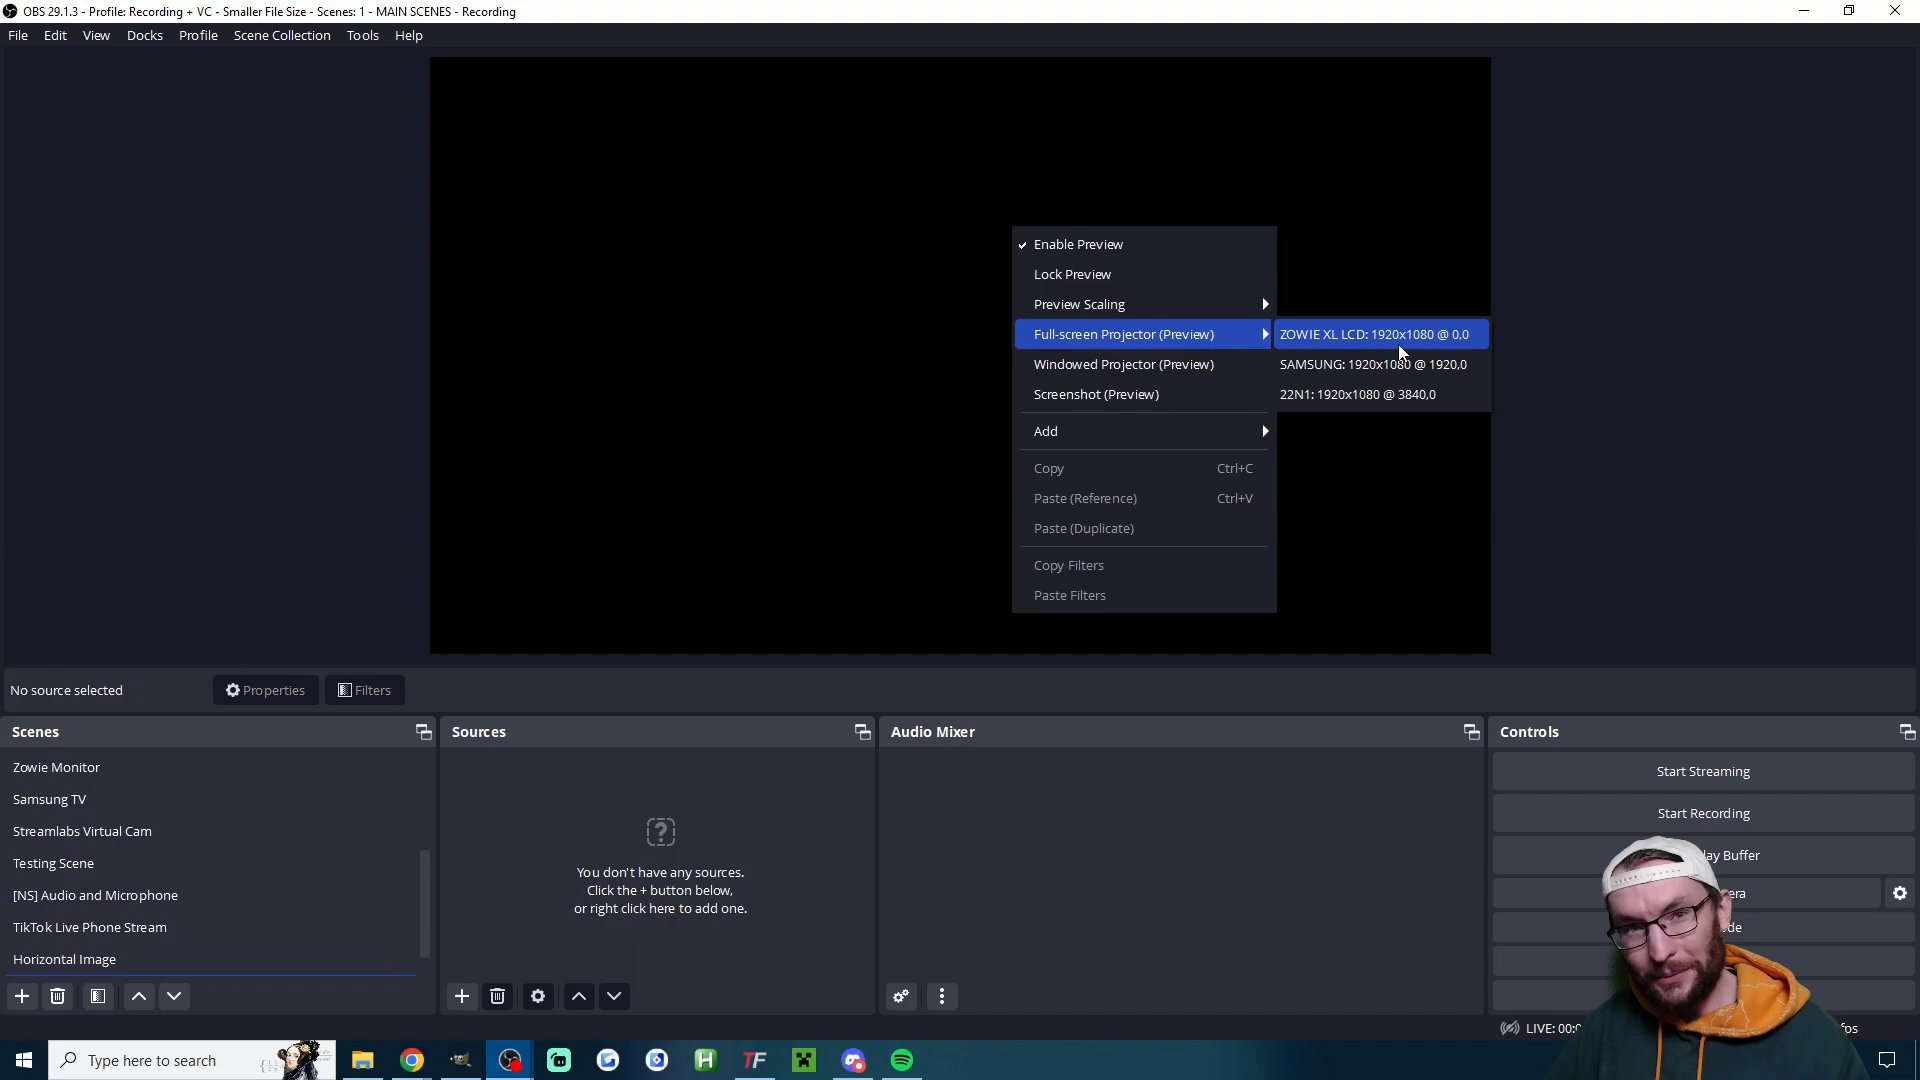 OBS 29.1.3 - Profile: Recording + VC - Smaller File Size - Scenes: 1 - MAIN SCENES - Recording
File Edit View Docks Profile Scene Collection Tools Help
Enable Preview
Lock Preview
Preview Scaling
Full-screen Projector (Preview)
Windowed Projector (Preview)
Screenshot (Preview)
Add
Copy Ctrl+C
Paste (Reference) Ctrl+V
Paste (Duplicate)
Copy Filters
Paste Filters
ZOWIE XL LCD: 1920x1080 @ 0,0
SAMSUNG: 1920x1080 @ 1920,0
22N1: 1920x1080 @ 3840,0
No source selected Properties Filters
Scenes
Zowie Monitor
Samsung TV
Streamlabs Virtual Cam
Testing Scene
[NS] Audio and Microphone
TikTok Live Phone Stream
Horizontal Image
Sources
You don't have any sources.
Click the + button below,
or right click here to add one.
Audio Mixer
Controls
Start Streaming
Start Recording
Buffer
LIVE:
Type here to search
TF